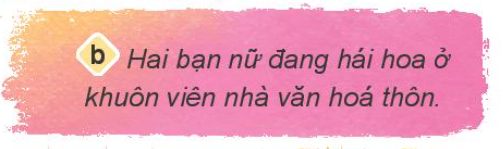 b Hai bạn nữ đang hái hoa ở
khuôn viên nhà văn hoá thôn.